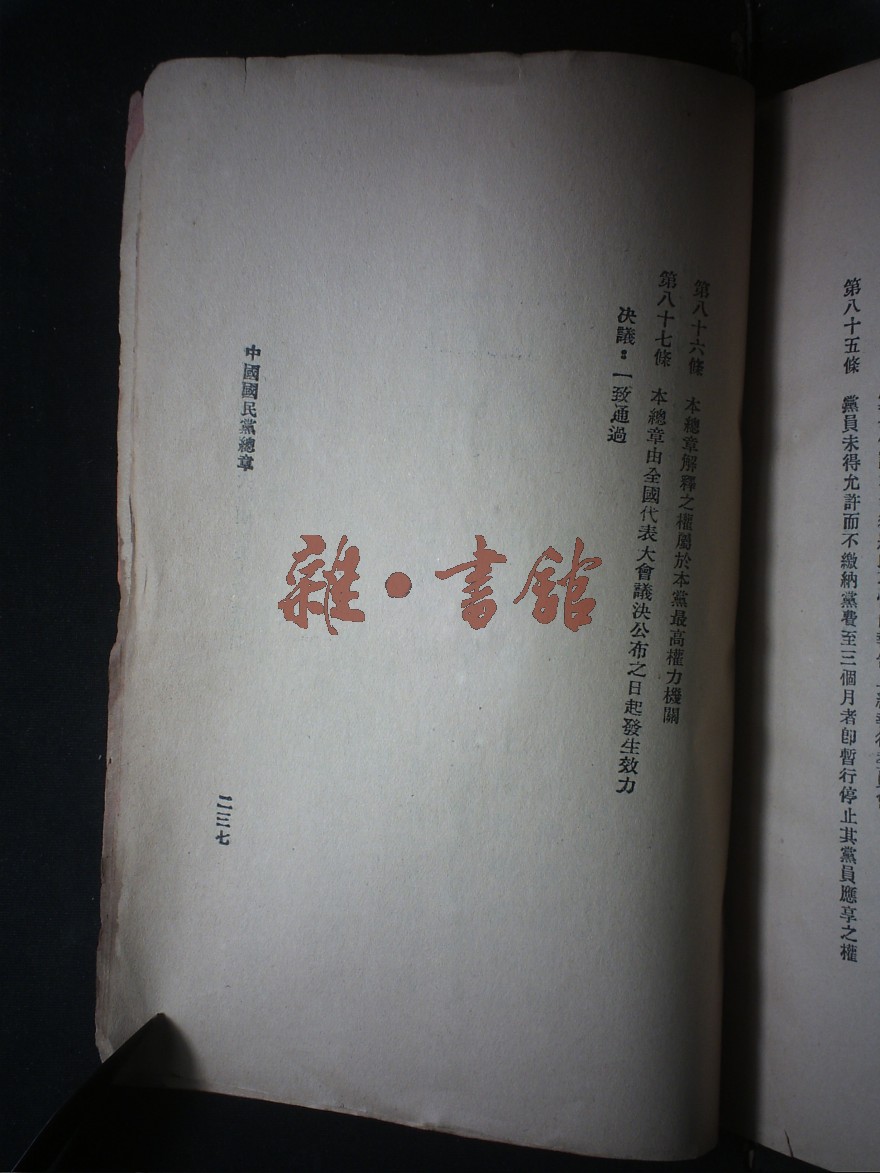 第八十五條　黨員未得允許而不繳納黨費至三個月者卽暫行停止其黨員應享之權
第八十六條　本總章解釋之權屬於本黨最高權力機關
第八十七條　本總章由全國代表大會議決公布之日起發生效力
決議：一致通過
中國國民黨總章
二三七
雜·書館